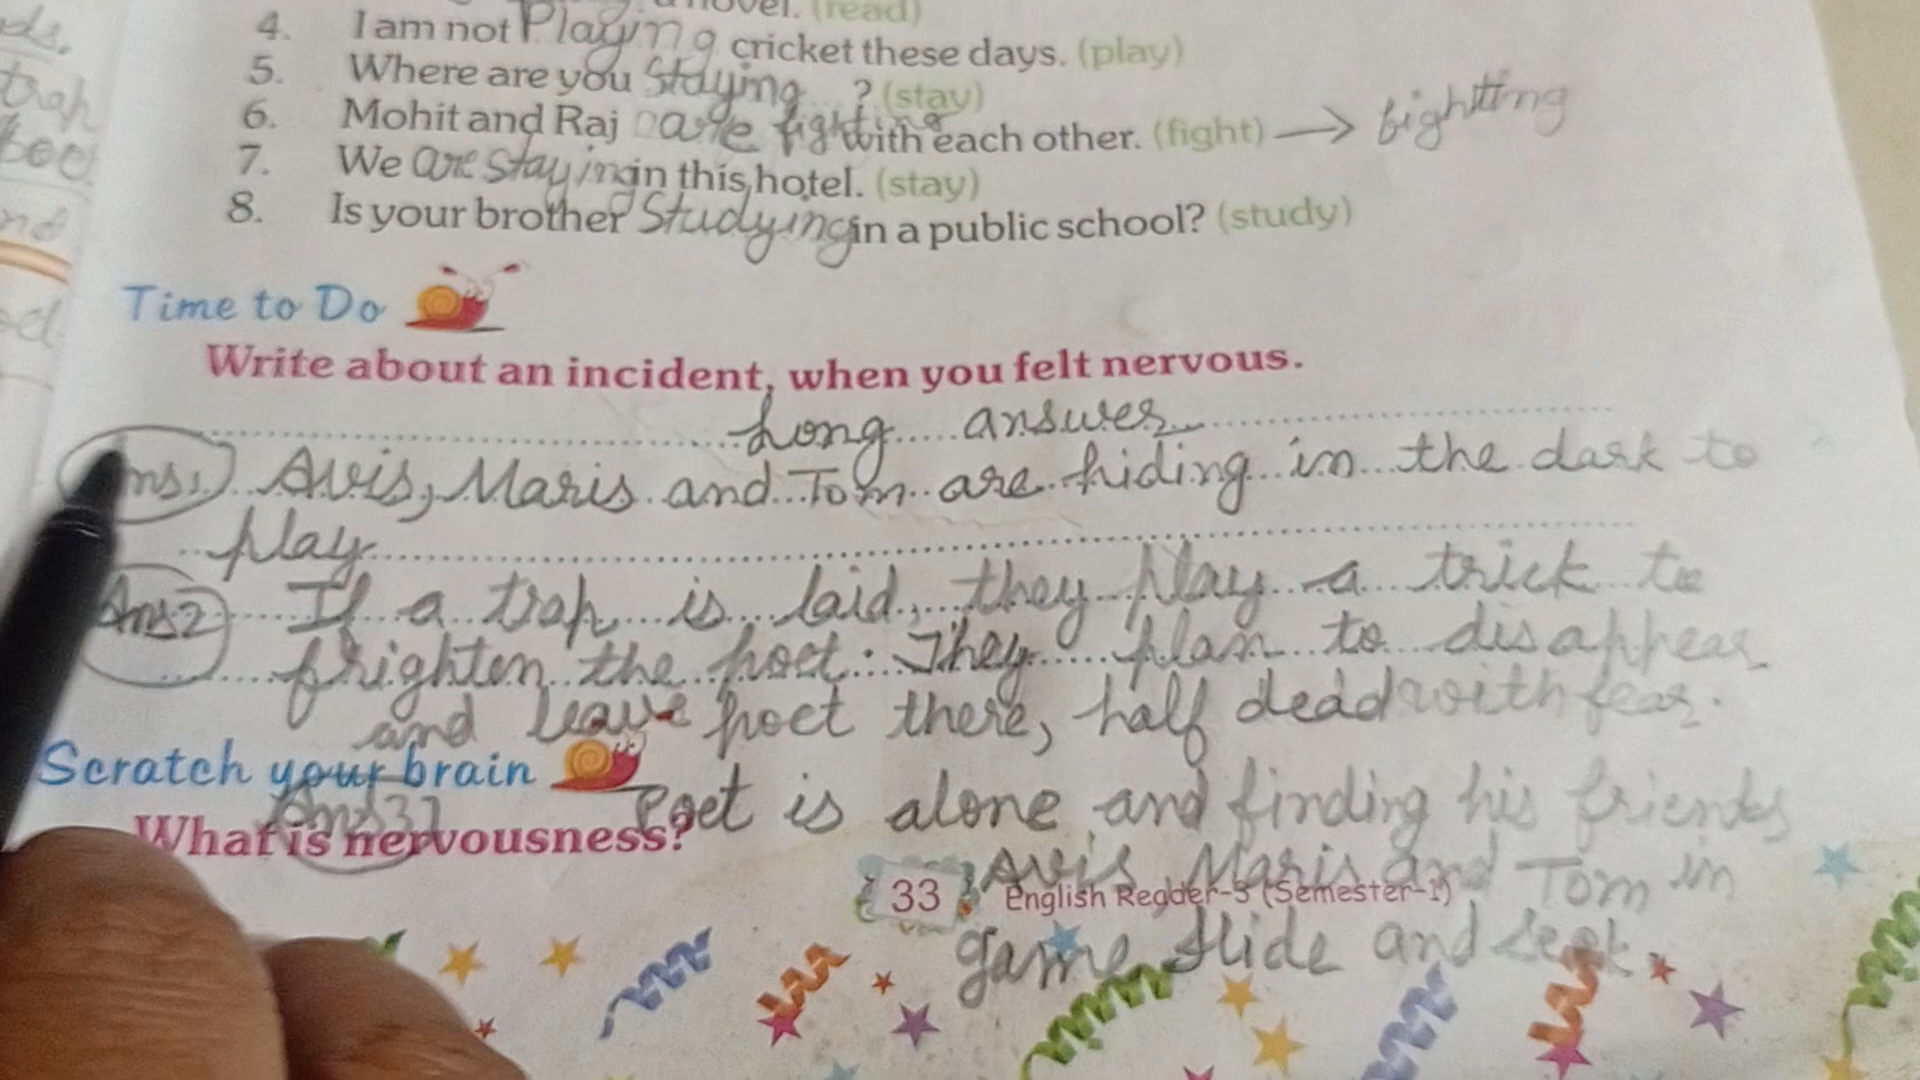 novel. (read)
4. I am not Playing cricket these days. (play)
5. Where are you staying ? (stay)
6. Mohit and Raj are fighting with each other. (fight) → fighting
7. We are staying in this hotel. (stay)
8. Is your brother Studying in a public school? (study)
Time to Do
Write about an incident, when you felt nervous.
Long answer
Ans1) Avis, Maris and Tom are hiding in the dark to
play
Ans2) If a trap is laid, they play a trick to
frighten the poet. They plan to disappear
and leave poet there, half dead with fear.
Scratch your brain
Ans3) Poet is alone and finding his friends
What is nervousness?
Avis Maris and Tom in
33 English Reader-5 (Semester-1)
game Hide and Seek.